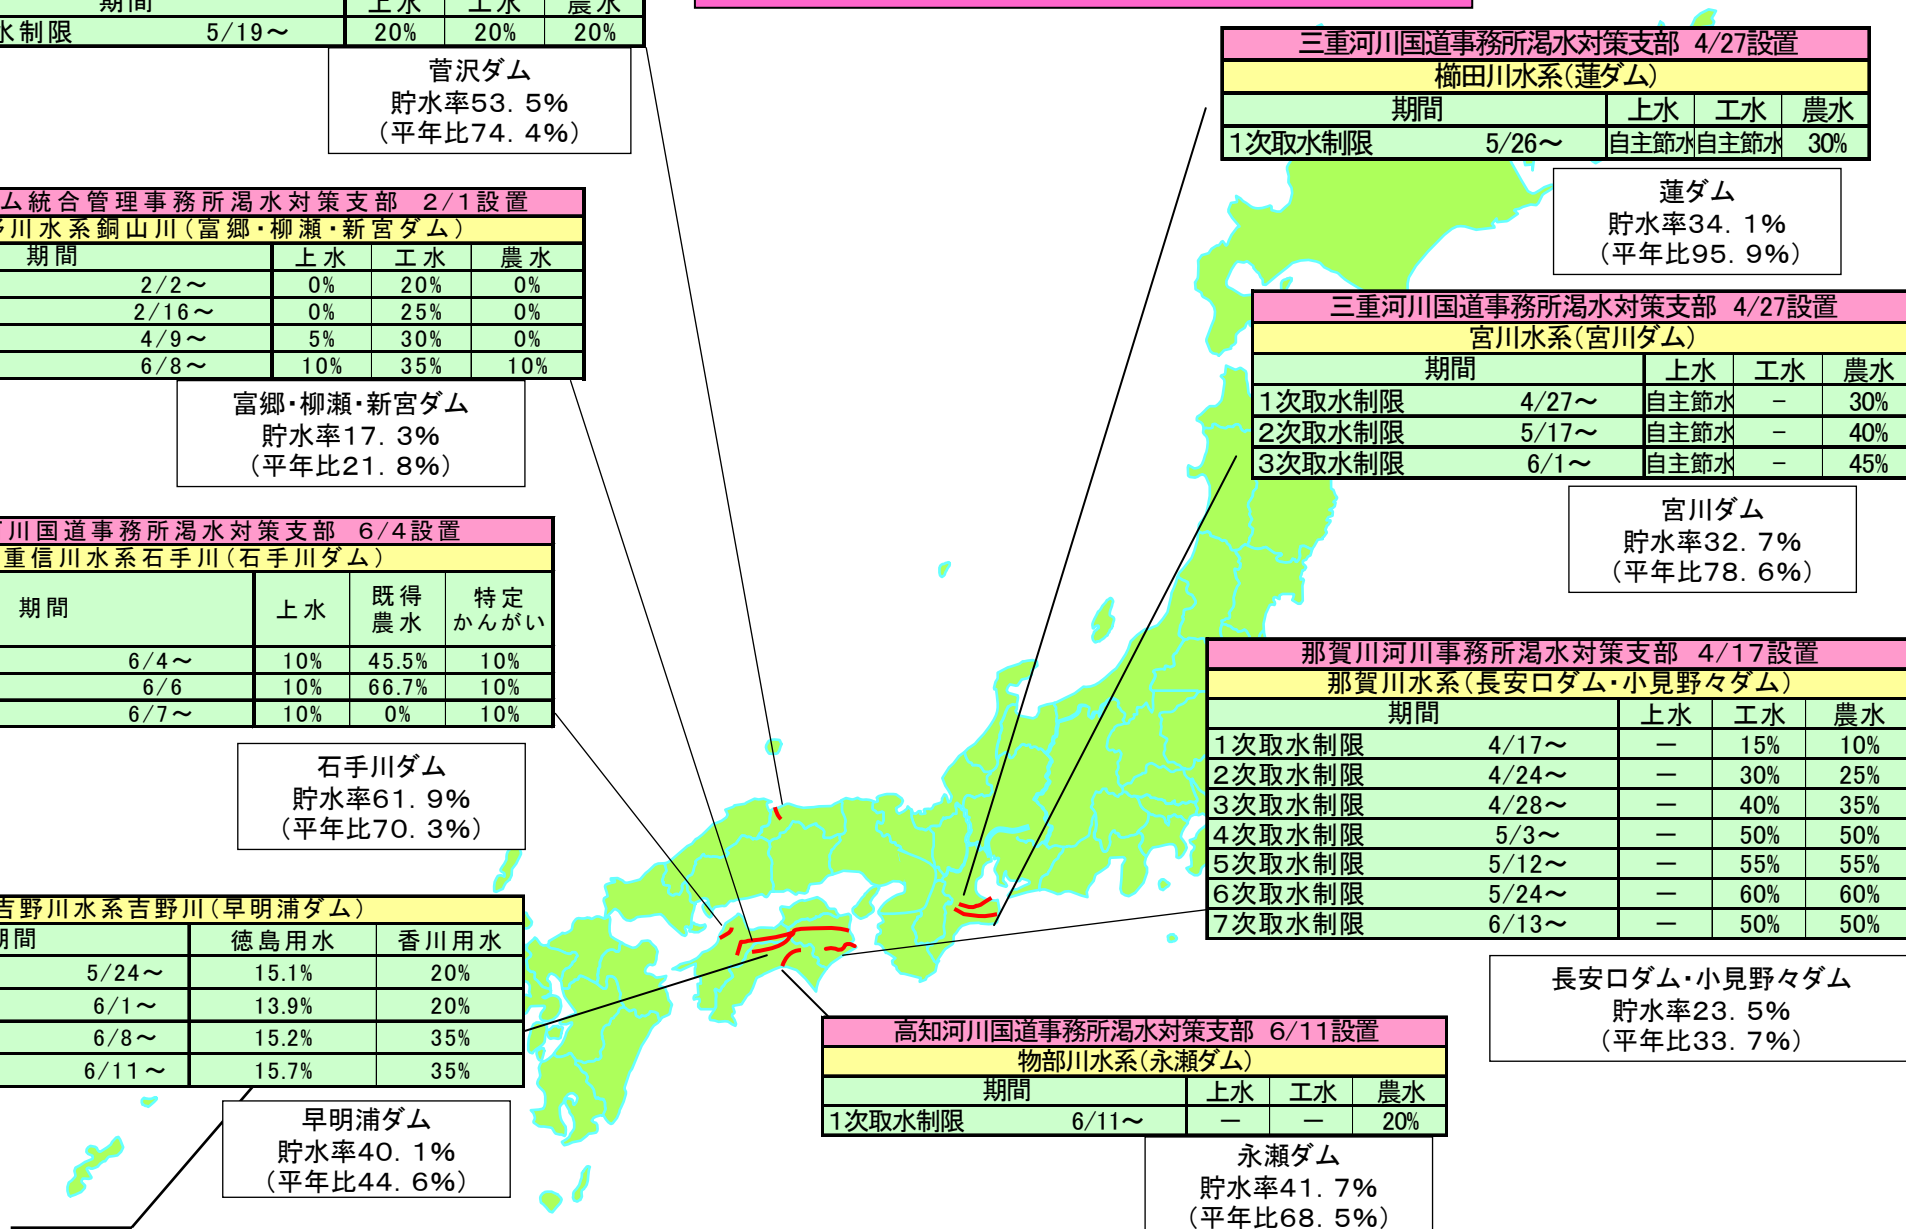 期間 上水 工水 農水
水制限 5/19～ 20% 20% 20%
菅沢ダム
貯水率53．5%
（平年比74．4%）
ム統合管理事務所渇水対策支部 2/1設置
川水系銅山川（富郷・柳瀬・新宮ダム）
期間 上水 工水 農水
2/2～ 0% 20% 0%
2/16～ 0% 25% 0%
4/9～ 5% 30% 0%
6/8～ 10% 35% 10%
富郷・柳瀬・新宮ダム
貯水率17．3%
（平年比21．8%）
川国道事務所渇水対策支部 6/4設置
重信川水系石手川（石手川ダム）
期間 上水 既得農水 特定かんがい
6/4～ 10% 45.5% 10%
6/6 10% 66.7% 10%
6/7～ 10% 0% 10%
石手川ダム
貯水率61．9%
（平年比70．3%）
吉野川水系吉野川（早明浦ダム）
期間 徳島用水 香川用水
5/24～ 15.1% 20%
6/1～ 13.9% 20%
6/8～ 15.2% 35%
6/11～ 15.7% 35%
早明浦ダム
貯水率40．1%
（平年比44．6%）
三重河川国道事務所渇水対策支部 4/27設置
櫛田川水系（蓮ダム）
期間 上水 工水 農水
1次取水制限 5/26～ 自主節水 自主節水 30%
蓮ダム
貯水率34．1%
（平年比95．9%）
三重河川国道事務所渇水対策支部 4/27設置
宮川水系（宮川ダム）
期間 上水 工水 農水
1次取水制限 4/27～ 自主節水 － 30%
2次取水制限 5/17～ 自主節水 － 40%
3次取水制限 6/1～ 自主節水 － 45%
宮川ダム
貯水率32．7%
（平年比78．6%）
那賀川河川事務所渇水対策支部 4/17設置
那賀川水系（長安口ダム・小見野々ダム）
期間 上水 工水 農水
1次取水制限 4/17～ － 15% 10%
2次取水制限 4/24～ － 30% 25%
3次取水制限 4/28～ － 40% 35%
4次取水制限 5/3～ － 50% 50%
5次取水制限 5/12～ － 55% 55%
6次取水制限 5/24～ － 60% 60%
7次取水制限 6/13～ － 50% 50%
長安口ダム・小見野々ダム
貯水率23．5%
（平年比33．7%）
高知河川国道事務所渇水対策支部 6/11設置
物部川水系（永瀬ダム）
期間 上水 工水 農水
1次取水制限 6/11～ － － 20%
永瀬ダム
貯水率41．7%
（平年比68．5%）